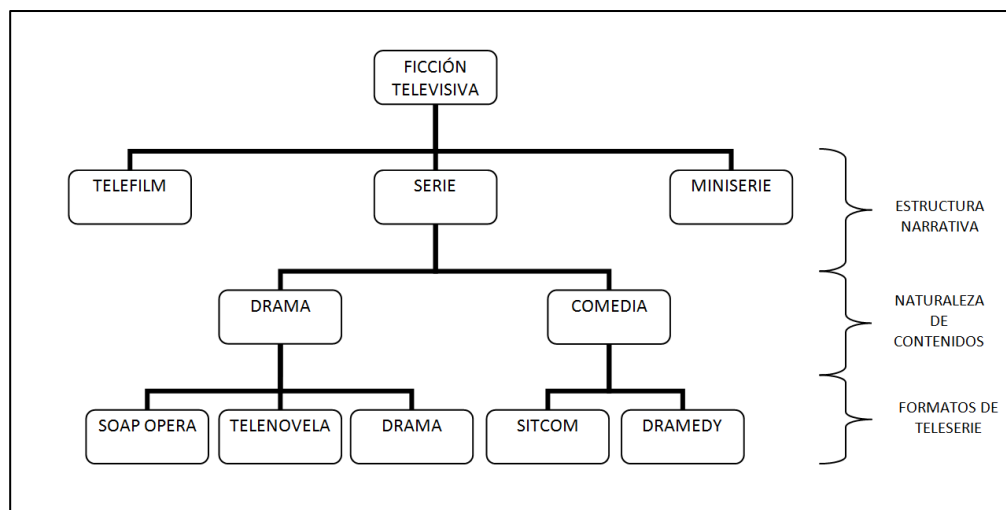 FICCIÓN
TELEVISIVA
TELEFILM
SERIE
MINISERIE
ESTRUCTURA
NARRATIVA
DRAMA
COMEDIA
NATURALEZA
DE
CONTENIDOS
SOAP OPERA
TELENOVELA
DRAMA
SITCOM
DRAMEDY
FORMATOS DE
TELESERIE